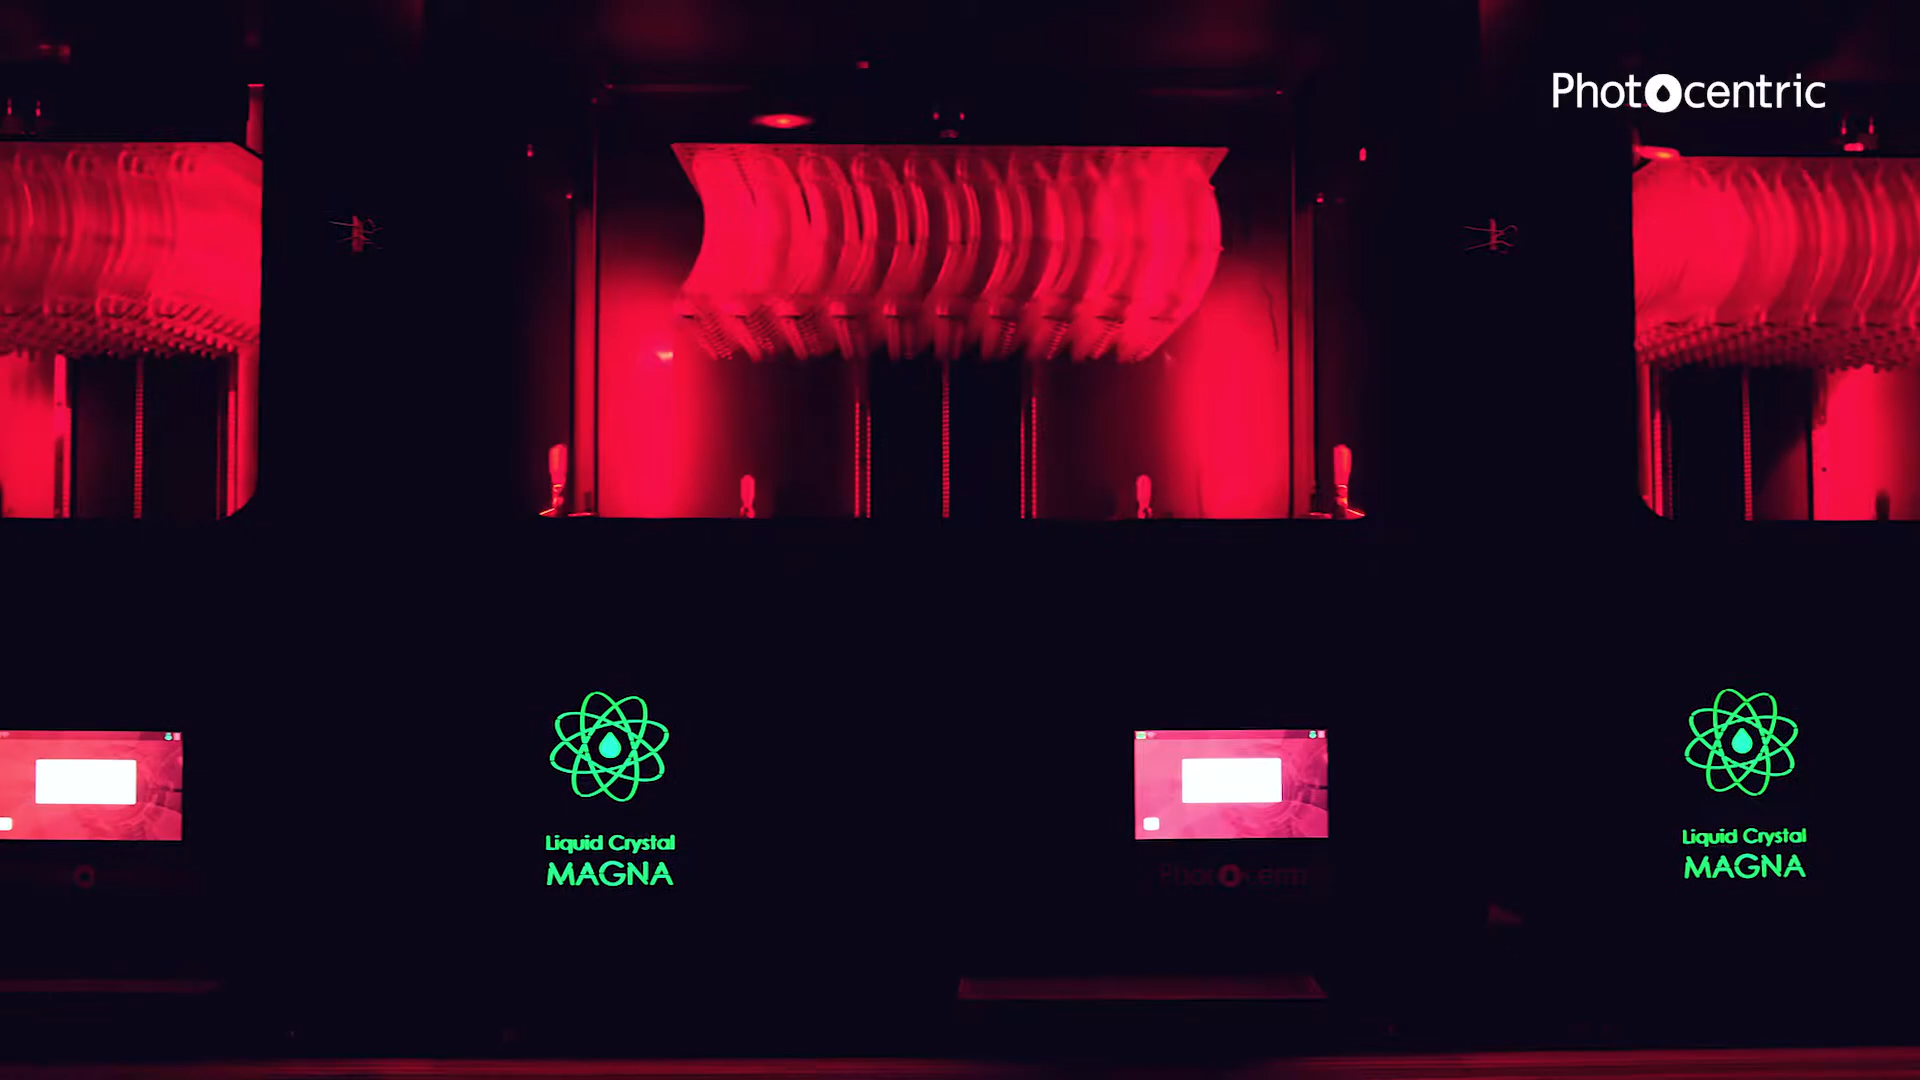 Photocentric
Liquid Crystal
MAGNA
Liquid Crystal
MAGNA